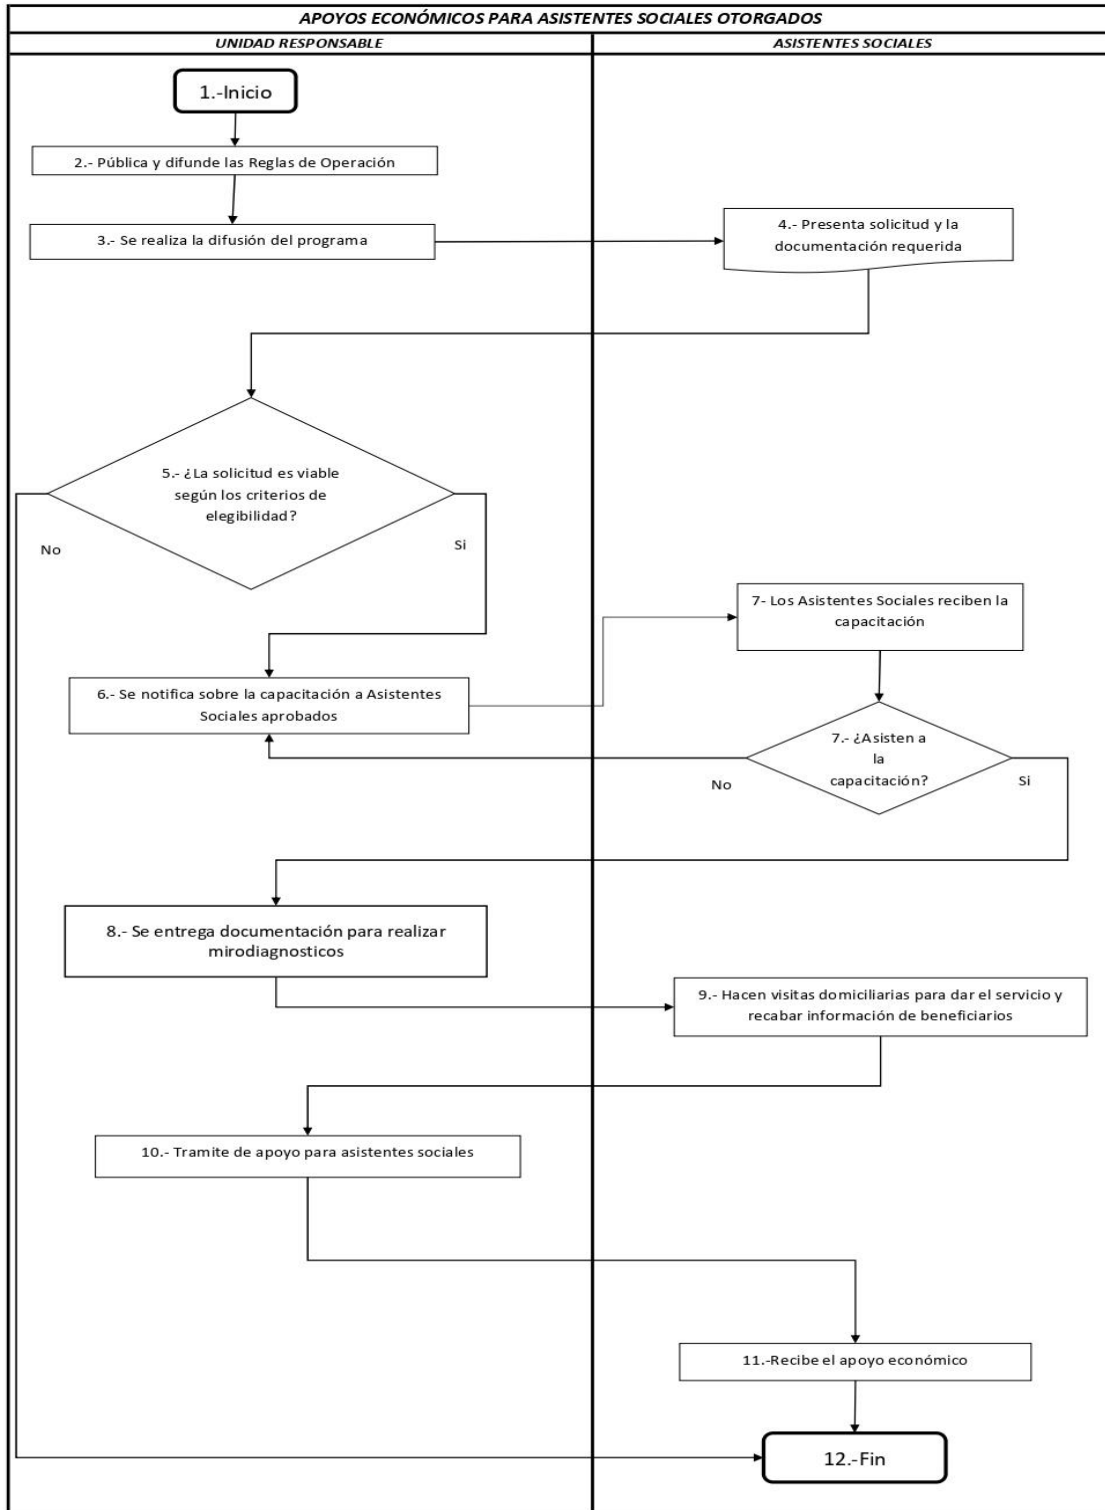 APOYOS ECONÓMICOS PARA ASISTENTES SOCIALES OTORGADOS
UNIDAD RESPONSABLE
ASISTENTES SOCIALES
1.-Inicio
2.- Pública y difunde las Reglas de Operación
3.- Se realiza la difusión del programa
4.- Presenta solicitud y la
documentación requerida
5.- ¿La solicitud es viable
según los criterios de
elegibilidad?
No
Si
6.- Se notifica sobre la capacitación a Asistentes
Sociales aprobados
7- Los Asistentes Sociales reciben la
capacitación
7.- ¿Asisten a
la
capacitación?
No
Si
8.- Se entrega documentación para realizar
mirodiagnosticos
9.- Hacen visitas domiciliarias para dar el servicio y
recabar información de beneficiarios
10.- Tramite de apoyo para asistentes sociales
11.-Recibe el apoyo económico
12.-Fin